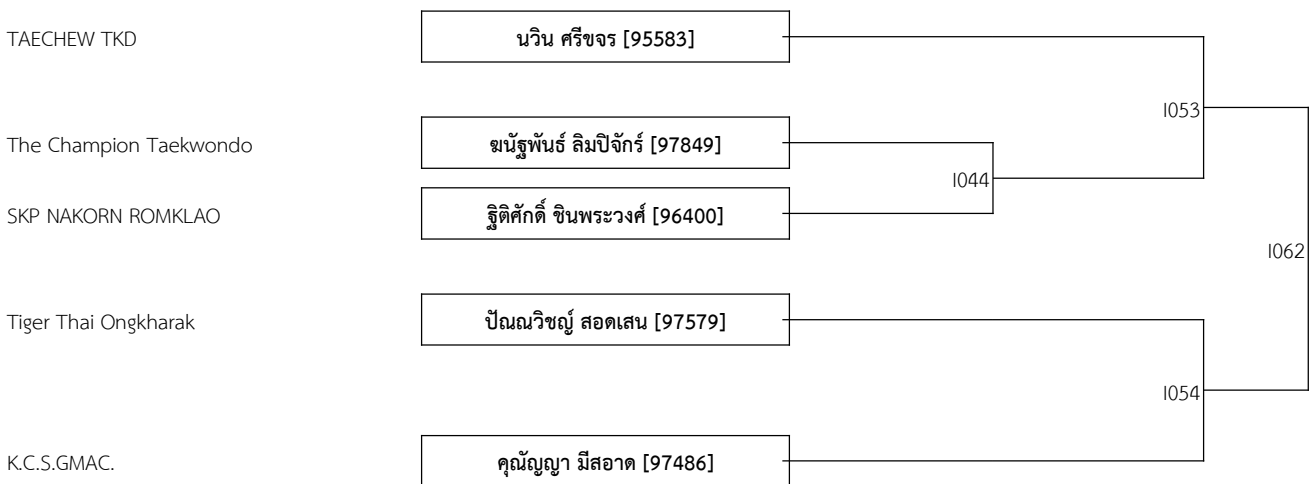 TAECHEW TKD
นวิน ศรีขจร [95583]
I053
The Champion Taekwondo
ฆนัฐพันธ์ ลิมปิจักร์ [97849]
I044
SKP NAKORN ROMKLAO
ฐิติศักดิ์ ชินพระวงศ์ [96400]
I062
Tiger Thai Ongkharak
ปัณณวิชญ์ สอดเสน [97579]
I054
K.C.S.GMAC.
คุณัญญา มีสอาด [97486]